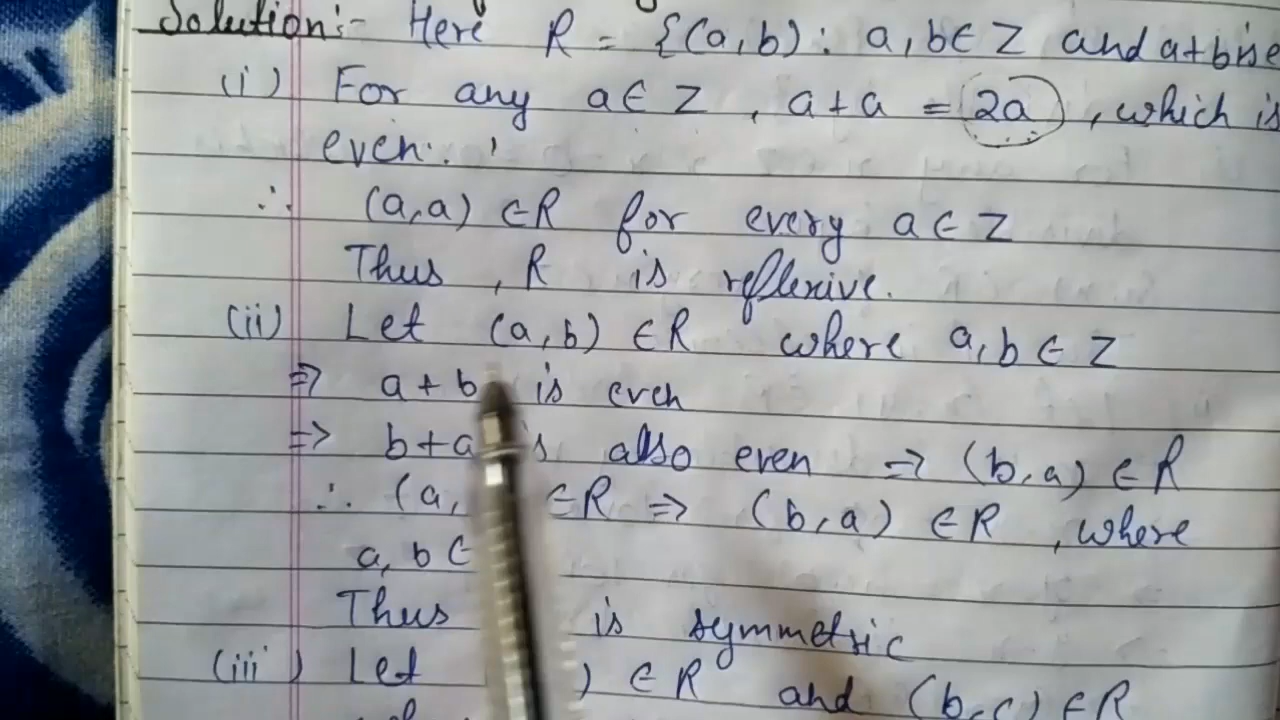 Solution:- Here R = {(a,b): a,b∈Z and a+b is e
(i) For any a∈Z, a+a = 2a, which is
even.
∴ (a,a) ∈R for every a∈Z
Thus, R is reflexive.
(ii) Let (a,b) ∈R where a,b∈Z
⇒ a+b is even
⇒ b+a is also even ⇒ (b,a) ∈R
∴ (a, ∈R ⇒ (b,a) ∈R, where
a, b∈
Thus is symmetric
(iii) Let ) ∈R and (b,c) ∈R